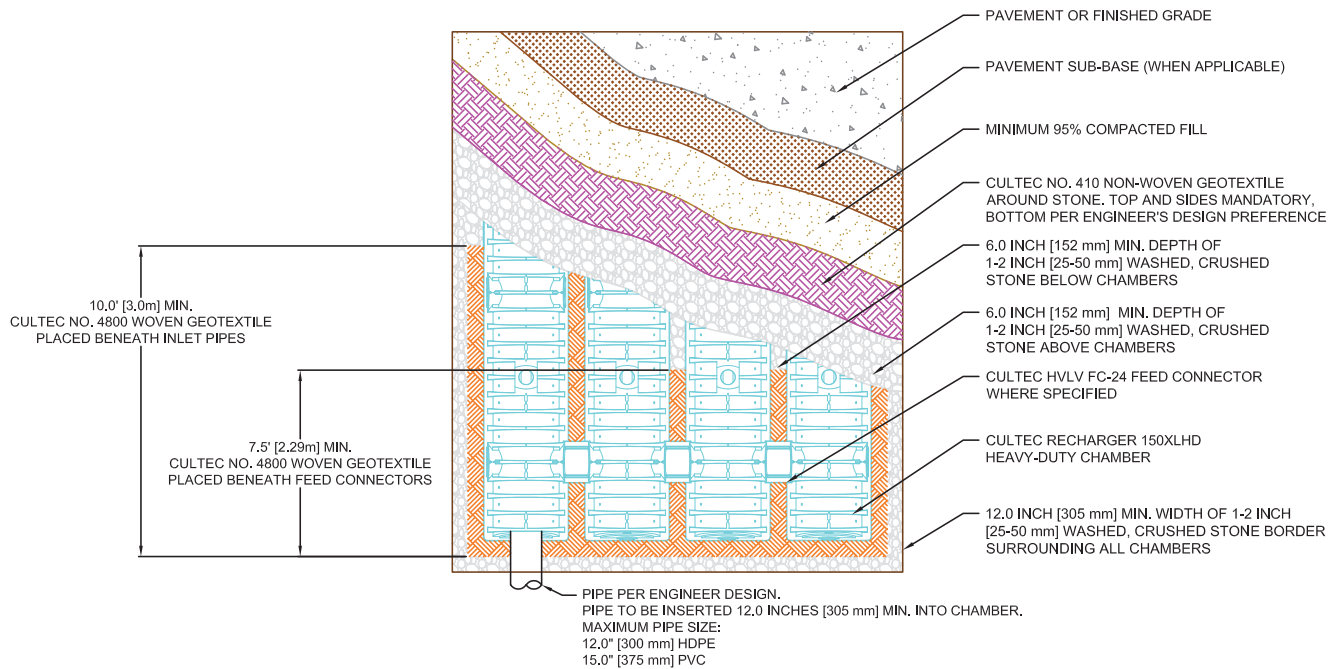 PAVEMENT OR FINISHED GRADE
PAVEMENT SUB-BASE (WHEN APPLICABLE)
MINIMUM 95% COMPACTED FILL
CULTEC NO. 410 NON-WOVEN GEOTEXTILE
AROUND STONE. TOP AND SIDES MANDATORY,
BOTTOM PER ENGINEER'S DESIGN PREFERENCE
6.0 INCH [152 mm] MIN. DEPTH OF
1-2 INCH [25-50 mm] WASHED, CRUSHED
STONE BELOW CHAMBERS
6.0 INCH [152 mm] MIN. DEPTH OF
1-2 INCH [25-50 mm] WASHED, CRUSHED
STONE ABOVE CHAMBERS
CULTEC HVLV FC-24 FEED CONNECTOR
WHERE SPECIFIED
CULTEC RECHARGER 150XLHD
HEAVY-DUTY CHAMBER
12.0 INCH [305 mm] MIN. WIDTH OF 1-2 INCH
[25-50 mm] WASHED, CRUSHED STONE BORDER
SURROUNDING ALL CHAMBERS
10.0' [3.0m] MIN.
CULTEC NO. 4800 WOVEN GEOTEXTILE
PLACED BENEATH INLET PIPES
7.5' [2.29m] MIN.
CULTEC NO. 4800 WOVEN GEOTEXTILE
PLACED BENEATH FEED CONNECTORS
PIPE PER ENGINEER DESIGN.
PIPE TO BE INSERTED 12.0 INCHES [305 mm] MIN. INTO CHAMBER.
MAXIMUM PIPE SIZE:
12.0" [300 mm] HDPE
15.0" [375 mm] PVC